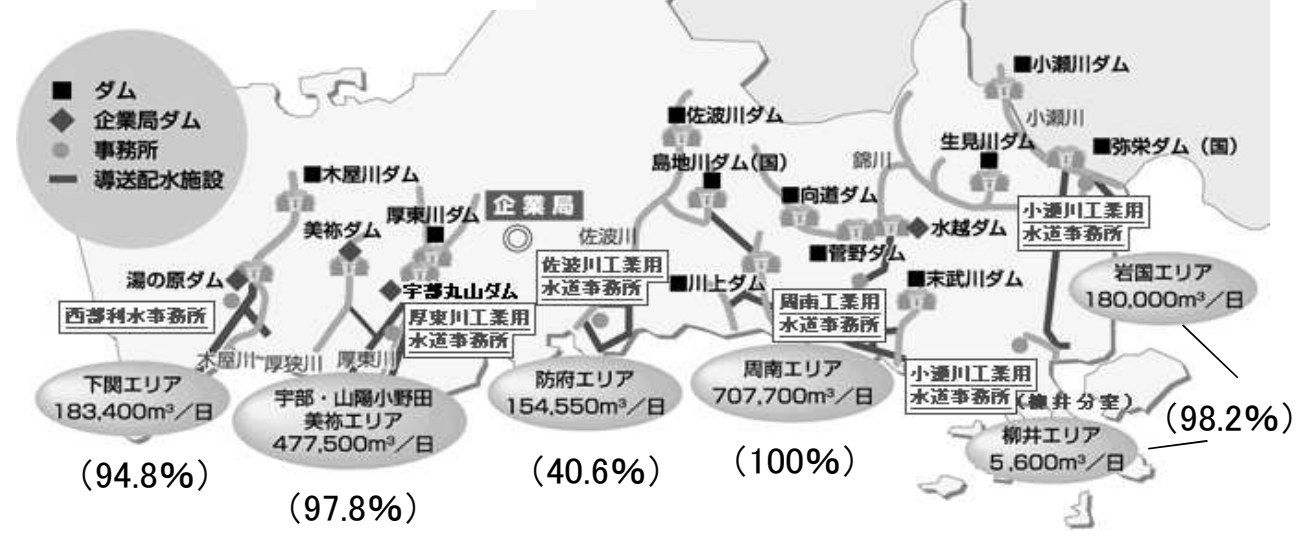 ダム
企業局ダム
事務所
導送配水施設
小瀬川ダム
佐波川ダム
小瀬川
生見川ダム
弥栄ダム（国）
島地川ダム(国)
錦川
木屋川ダム
向道ダム
企業局
厚東川ダム
小瀬川工業用
水道事務所
美祢ダム
佐波川
水越ダム
菅野ダム
佐波川工業用
水道事務所
湯の原ダム
川上ダム
末武川ダム
岩国エリア
180,000m³／日
宇部丸山ダム
西部利水事務所
厚東川工業用
水道事務所
周南工業用
水道事務所
木屋川
厚狭川
厚東川
下関エリア
183,400m³／日
宇部・山陽小野田
美祢エリア
477,500m³／日
防府エリア
154,550m³／日
周南エリア
707,700m³／日
小瀬川工業用
水道事務所
(柳井分室)
柳井エリア
5,600m³／日
(98.2%)
(94.8%)
(97.8%)
(40.6%)
(100%)